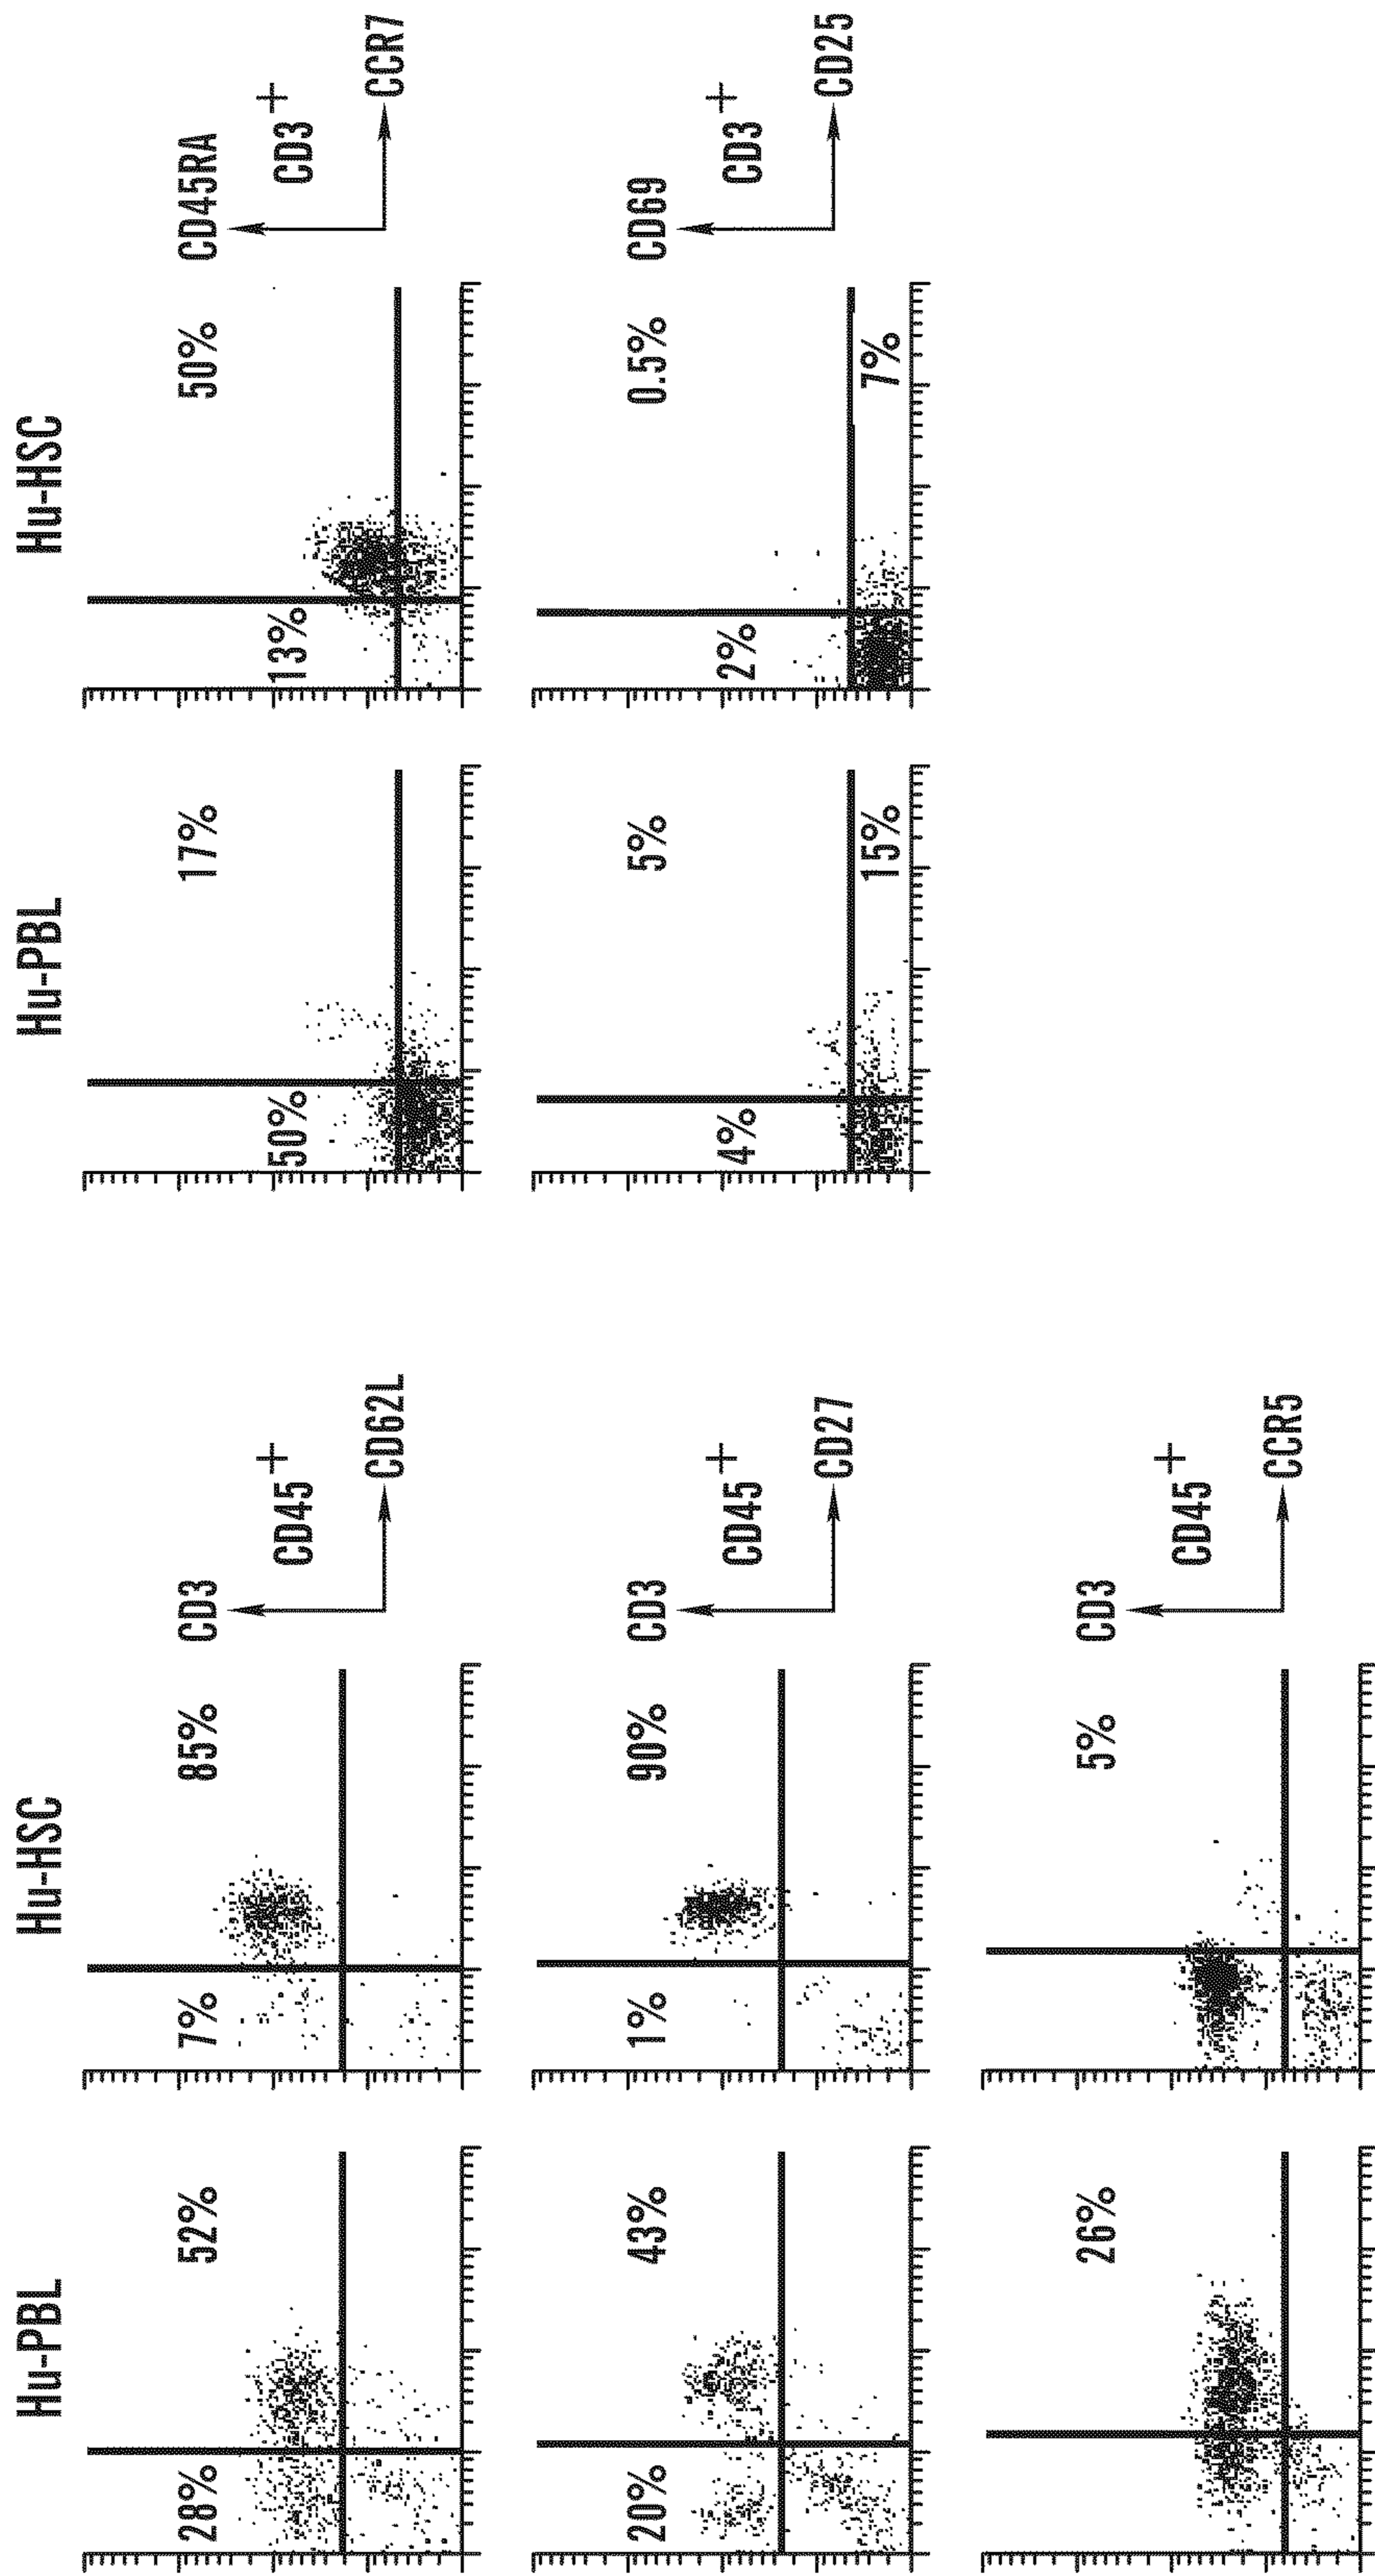 Hu-PBL Hu-HSC Hu-PBL Hu-HSC
28% 52% 7% 85% CD3 CD45+ CD62L
50% 17% 13% 50% CD45RA CD3+ CCR7
20% 43% 1% 90% CD3 CD45+ CD27
4% 5% 15% 2% 0.5% 7% CD69 CD3+ CD25
26% 5% CD3 CD45+ CCR5